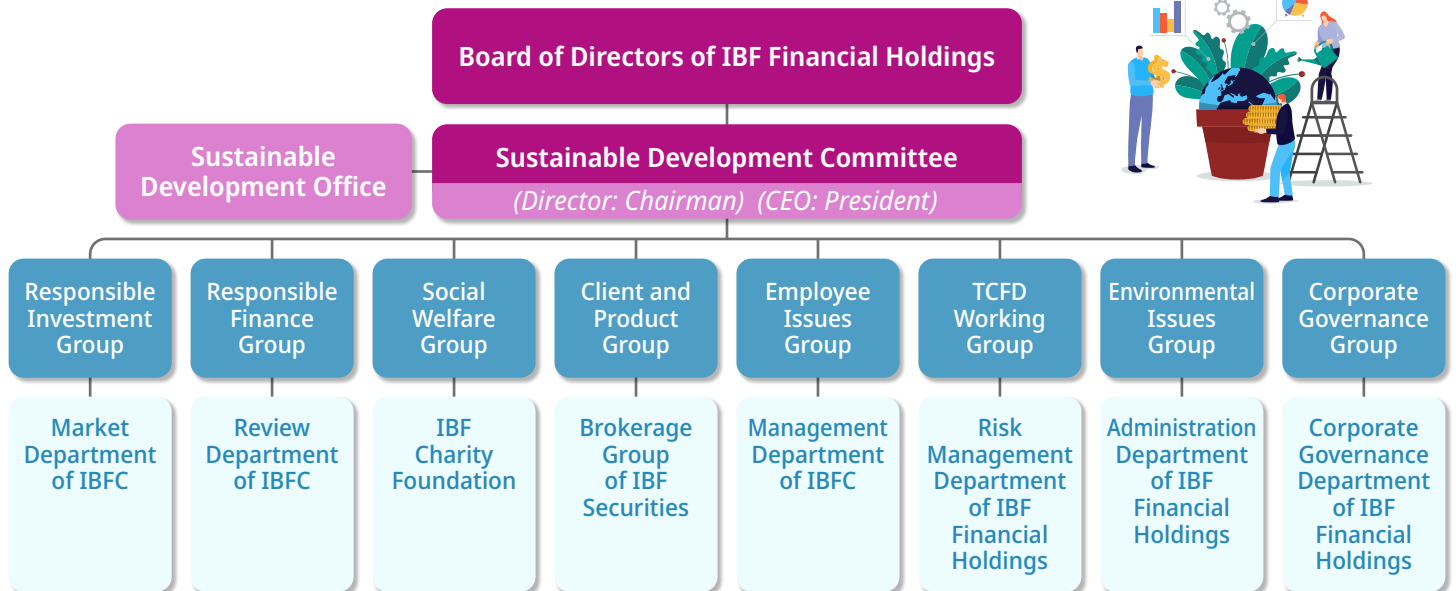 Board of Directors of IBF Financial Holdings
Sustainable
Development Office
Sustainable Development Committee
(Director: Chairman) (CEO: President)
Responsible
Investment
Group
Responsible
Finance
Group
Social
Welfare
Group
Client and
Product
Group
Employee
Issues
Group
TCFD
Working
Group
Environmental
Issues
Group
Corporate
Governance
Group
Market
Department
of IBFC
Review
Department
of IBFC
IBF
Charity
Foundation
Brokerage
Group
of IBF
Securities
Management
Department
of IBFC
Risk
Management
Department
of IBF
Financial
Holdings
Administration
Department
of IBF
Financial
Holdings
Corporate
Governance
Department
of IBF
Financial
Holdings